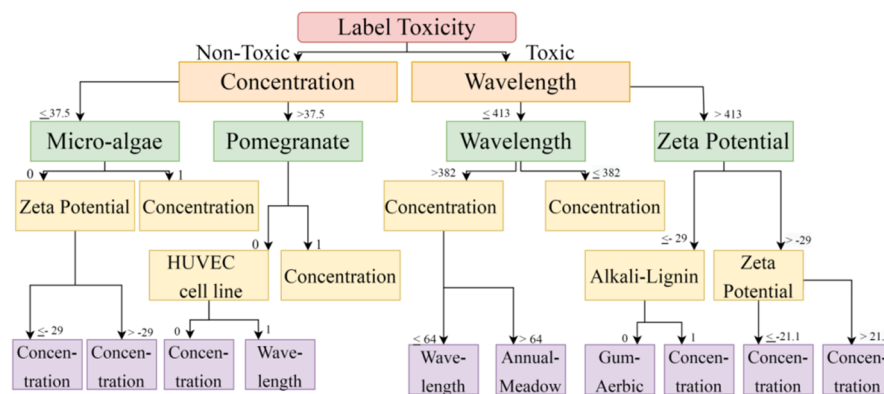 Label Toxicity
Non-Toxic
Toxic
Concentration
Wavelength
≤ 37.5
>37.5
≤ 413
> 413
Micro-algae
Pomegranate
Wavelength
Zeta Potential
0
1
>382
≤ 382
Zeta Potential
Concentration
Concentration
Concentration
0
1
≤- 29
> -29
HUVEC
cell line
Concentration
Alkali-Lignin
Zeta
Potential
≤- 29
> -29
0
1
≤ 64
> 64
0
1
≤ -21.1
> 21.
Concen-
tration
Concen-
tration
Concen-
tration
Wave-
length
Wave-
length
Annual-
Meadow
Gum-
Aerbic
Concen-
tration
Concen-
tration
Concen-
tration